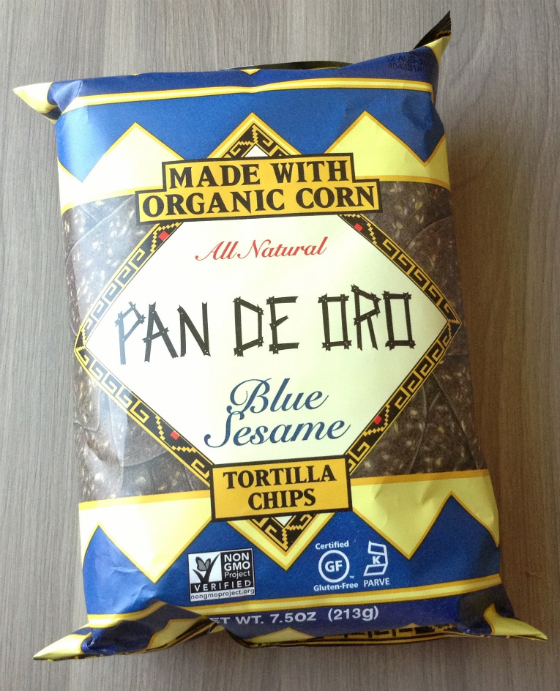 MADE WITH
ORGANIC CORN
All Natural
PAN DE ORO
Blue
Sesame
TORTILLA
CHIPS
NON
GMO
Project
VERIFIED
nongmoproject.org
Certified
GF
™
Gluten-Free
K
PARVE
ET WT. 7.5OZ (213g)